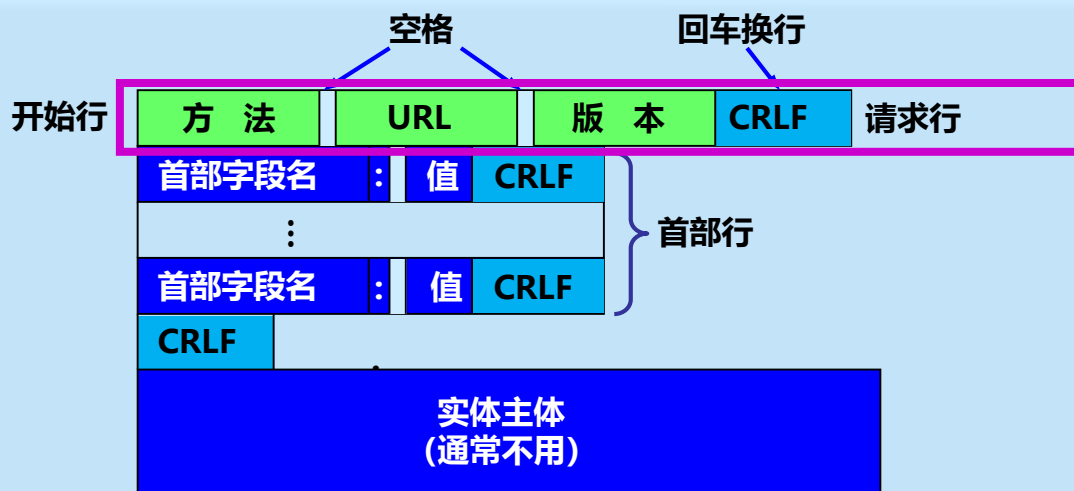 空格 回车换行
开始行 方 法 URL 版 本 CRLF 请求行
首部字段名 : 值 CRLF
⋮ 首部行
首部字段名 : 值 CRLF
CRLF
实体主体
(通常不用)